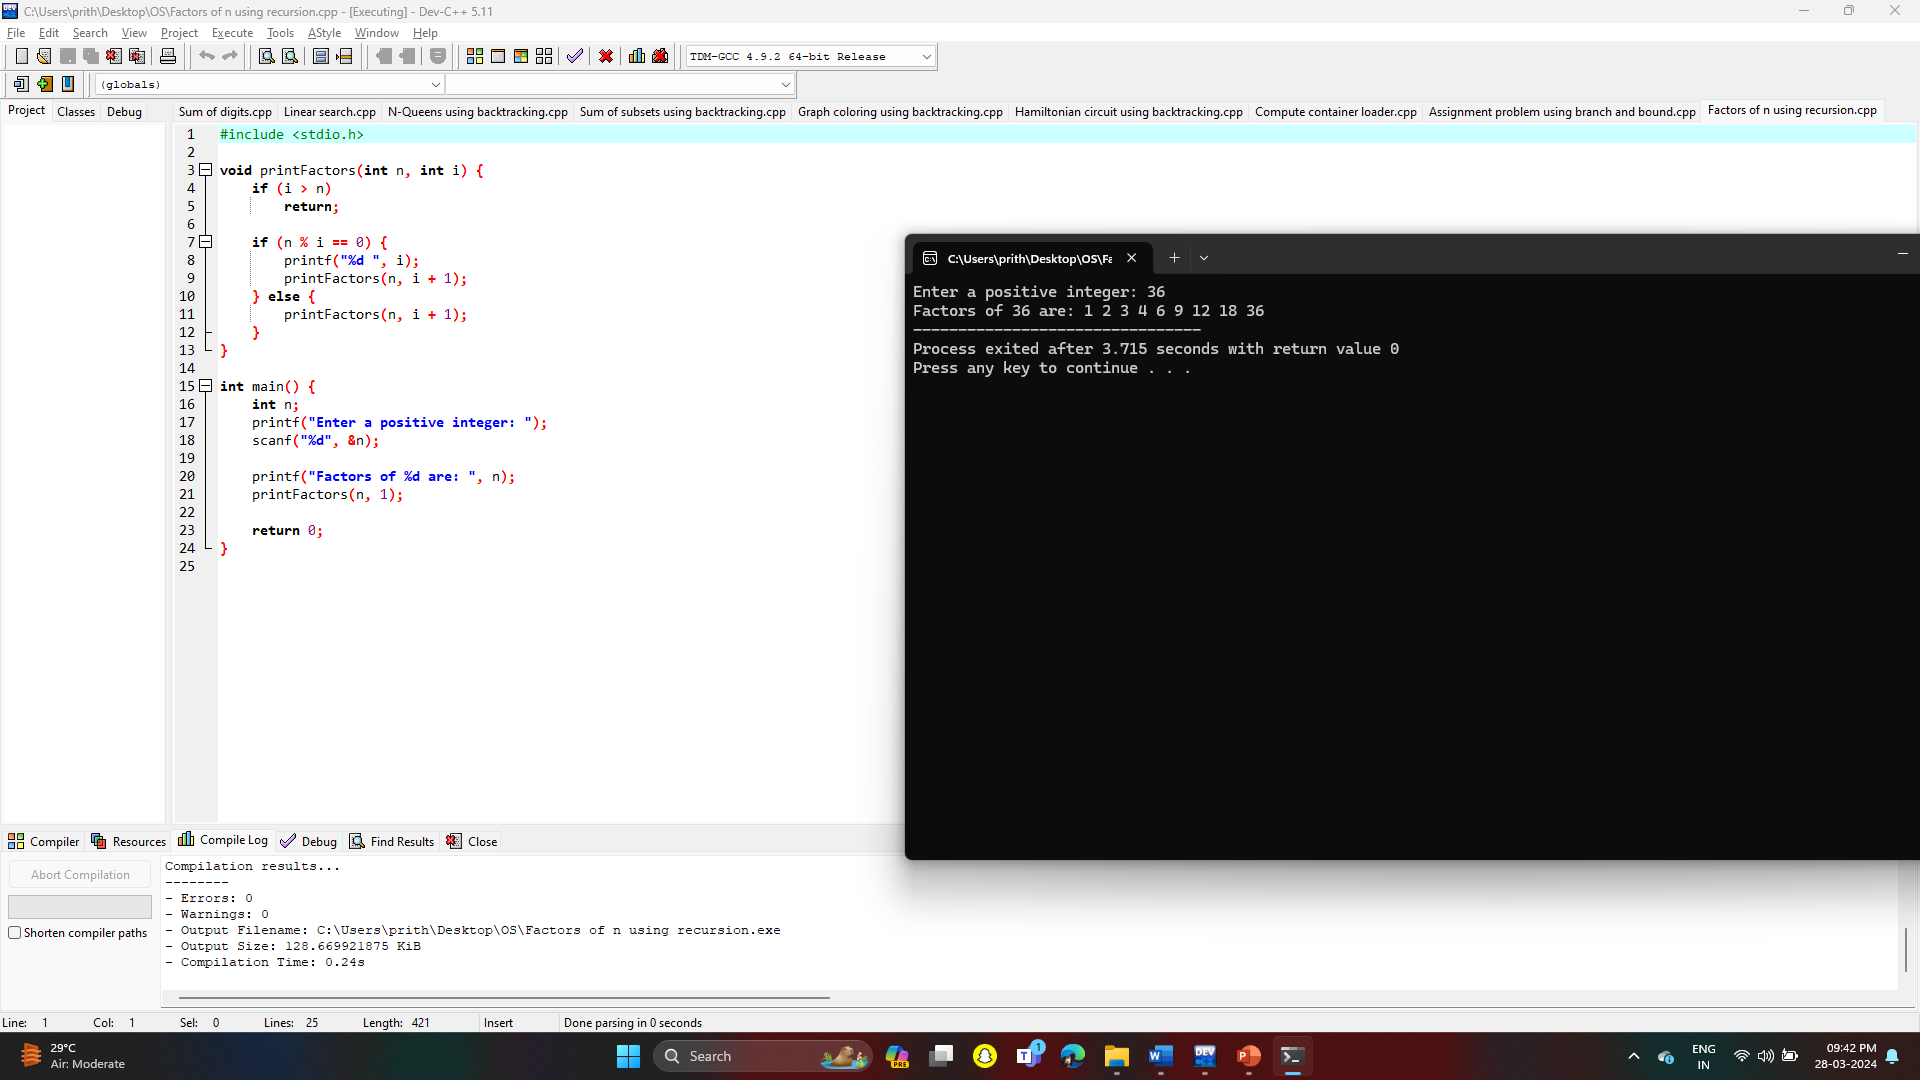 C:\Users\prith\Desktop\OS\Factors of n using recursion.cpp - [Executing] - Dev-C++ 5.11
File Edit Search View Project Execute Tools AStyle Window Help
TDM-GCC 4.9.2 64-bit Release
(globals)
Project Classes Debug
Sum of digits.cpp Linear search.cpp N-Queens using backtracking.cpp Sum of subsets using backtracking.cpp Graph coloring using backtracking.cpp Hamiltonian circuit using backtracking.cpp Compute container loader.cpp Assignment problem using branch and bound.cpp Factors of n using recursion.cpp
1 #include <stdio.h>
2
3 void printFactors(int n, int i) {
4 if (i > n)
5 return;
6
7 if (n % i == 0) {
8 printf("%d ", i);
9 printFactors(n, i + 1);
10 } else {
11 printFactors(n, i + 1);
12 }
13 }
14
15 int main() {
16 int n;
17 printf("Enter a positive integer: ");
18 scanf("%d", &n);
19
20 printf("Factors of %d are: ", n);
21 printFactors(n, 1);
22
23 return 0;
24 }
25
C:\Users\prith\Desktop\OS\Fa
Enter a positive integer: 36
Factors of 36 are: 1 2 3 4 6 9 12 18 36
--------------------------------
Process exited after 3.715 seconds with return value 0
Press any key to continue . . .
Compiler Resources Compile Log Debug Find Results Close
Abort Compilation
Shorten compiler paths
Compilation results...
--------
- Errors: 0
- Warnings: 0
- Output Filename: C:\Users\prith\Desktop\OS\Factors of n using recursion.exe
- Output Size: 128.669921875 KiB
- Compilation Time: 0.24s
Line: 1 Col: 1 Sel: 0 Lines: 25 Length: 421 Insert Done parsing in 0 seconds
29°C
Air: Moderate
Search
PRE
1
DEV
ENG
IN
09:42 PM
28-03-2024